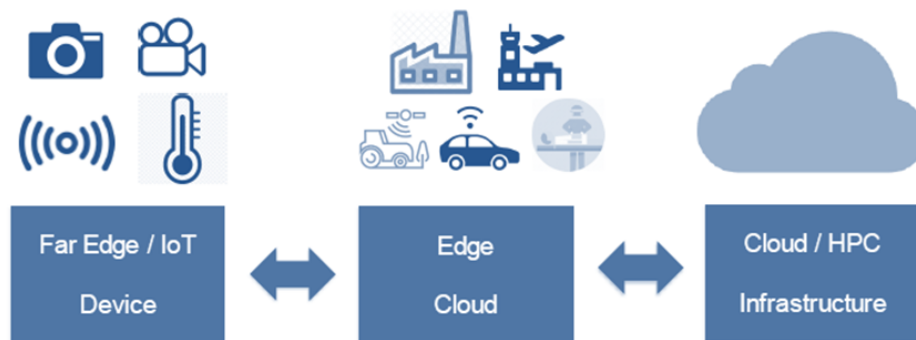 Far Edge / IoT
Device
Edge
Cloud
Cloud / HPC
Infrastructure